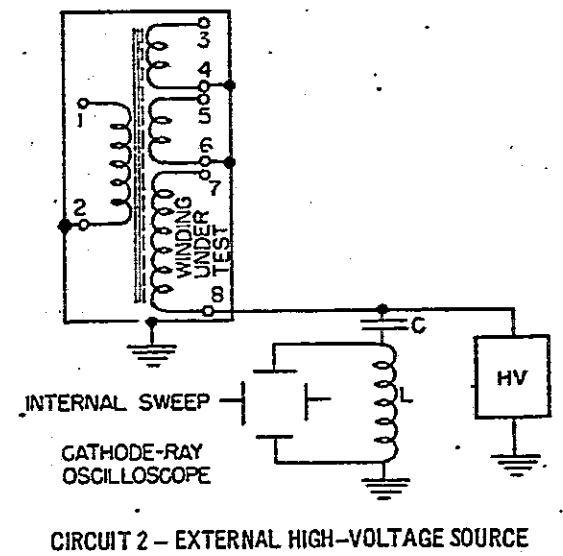 3
4
1
5
6
7
2
WINDING
UNDER
TEST
8
C
HV
L
INTERNAL SWEEP
CATHODE-RAY
OSCILLOSCOPE
CIRCUIT 2 – EXTERNAL HIGH–VOLTAGE SOURCE